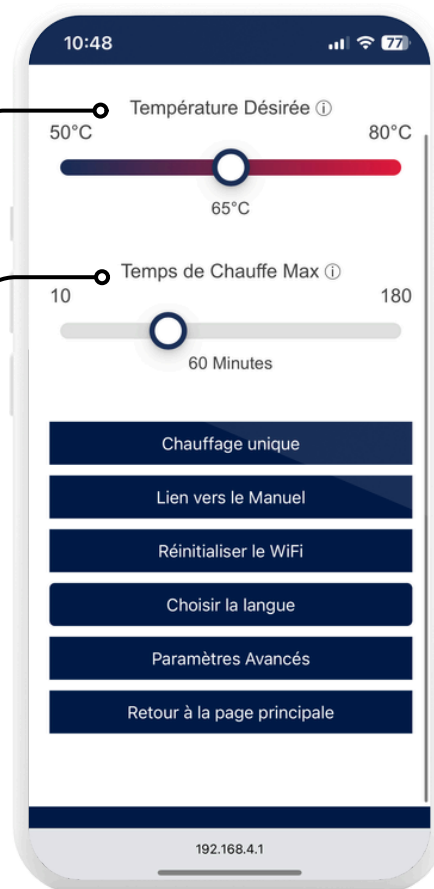 10:48
77
Température Désirée ⓘ
50°C 80°C
65°C
Temps de Chauffe Max ⓘ
10 180
60 Minutes
Chauffage unique
Lien vers le Manuel
Réinitialiser le WiFi
Choisir la langue
Paramètres Avancés
Retour à la page principale
192.168.4.1